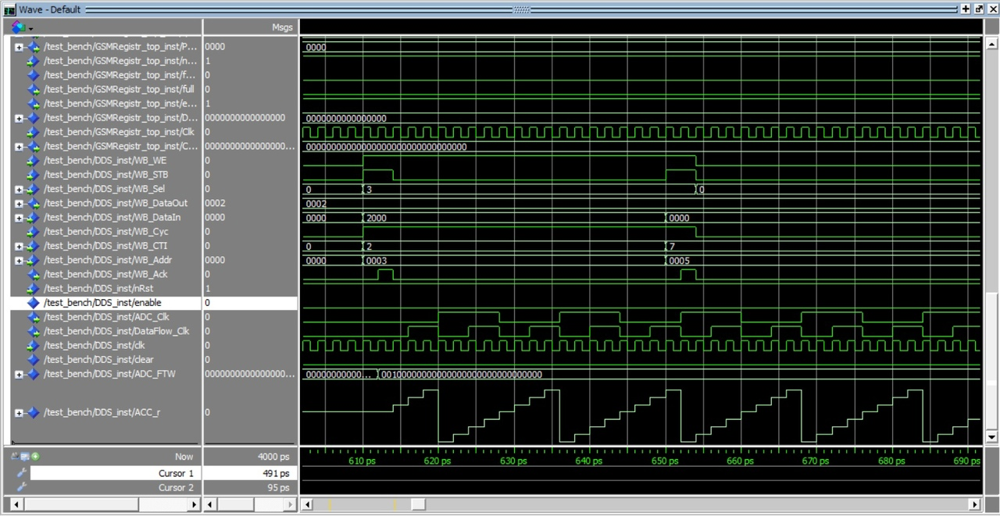 Wave - Default
Msgs
/test_bench/GSMRegistr_top_inst/P... 0000 0000
/test_bench/GSMRegistr_top_inst/n... 1
/test_bench/GSMRegistr_top_inst/f... 0
/test_bench/GSMRegistr_top_inst/full 0
/test_bench/GSMRegistr_top_inst/e... 1
/test_bench/GSMRegistr_top_inst/D... 0000000000000000 0000000000000000
/test_bench/GSMRegistr_top_inst/Clk 0
/test_bench/GSMRegistr_top_inst/C... 0000000000000000... 00000000000000000000000000000000
/test_bench/DDS_inst/WB_WE 0
/test_bench/DDS_inst/WB_STB 0
/test_bench/DDS_inst/WB_Sel 0 0 3 0
/test_bench/DDS_inst/WB_DataOut 0002 0002
/test_bench/DDS_inst/WB_DataIn 0000 0000 2000 0000
/test_bench/DDS_inst/WB_Cyc 0
/test_bench/DDS_inst/WB_CTI 0 0 2 7
/test_bench/DDS_inst/WB_Addr 0000 0000 0003 0005
/test_bench/DDS_inst/WB_Ack 0
/test_bench/DDS_inst/nRst 1
/test_bench/DDS_inst/enable 0
/test_bench/DDS_inst/ADC_Clk 0
/test_bench/DDS_inst/DataFlow_Clk 0
/test_bench/DDS_inst/clk 0
/test_bench/DDS_inst/clear 0
/test_bench/DDS_inst/ADC_FTW 0000000000000000... 00000000000... 00100000000000000000000000000000
/test_bench/DDS_inst/ACC_r 0
Now 4000 ps 610 ps 620 ps 630 ps 640 ps 650 ps 660 ps 670 ps 680 ps 690 ps
Cursor 1 491 ps
Cursor 2 95 ps